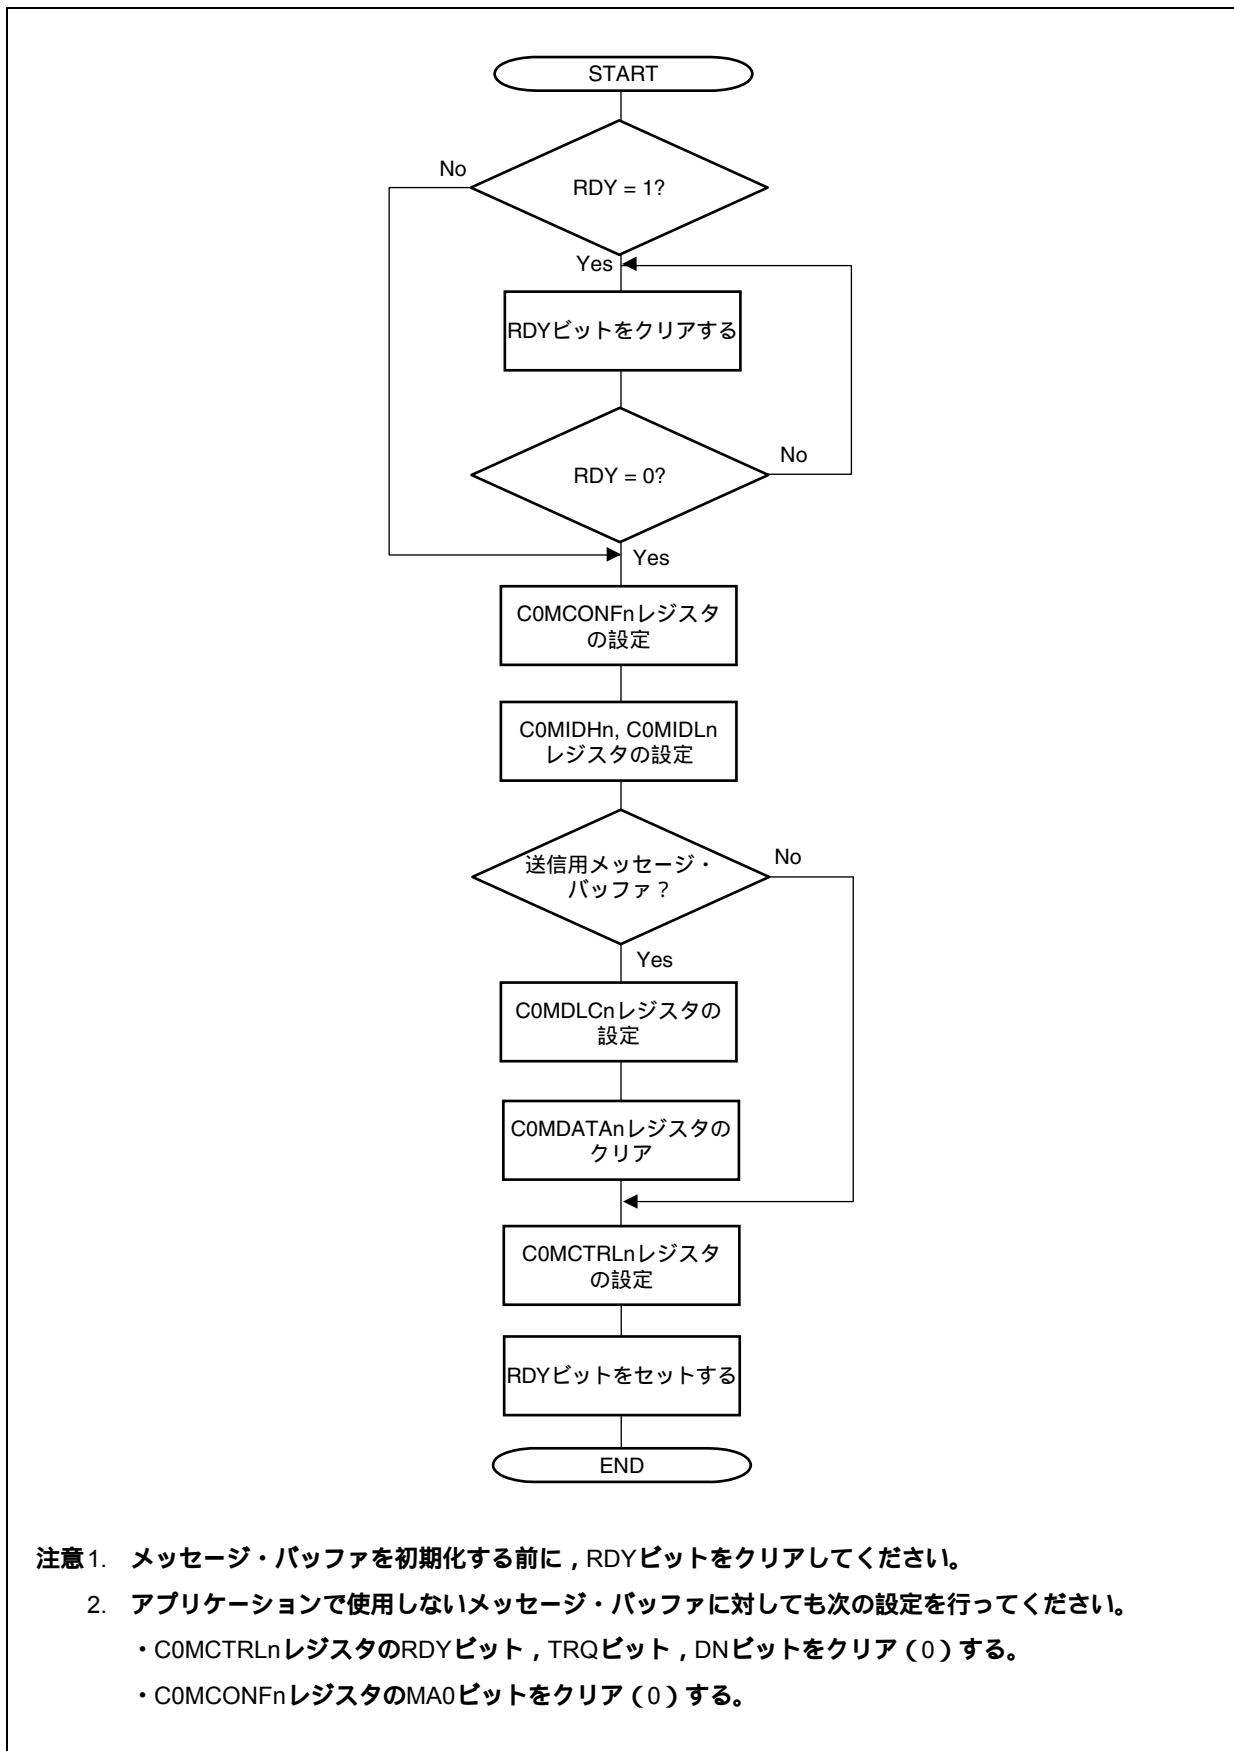 START
No
RDY = 1?
Yes
RDYビットをクリアする
RDY = 0?
No
Yes
C0MCONFnレジスタ
の設定
C0MIDHn, C0MIDLn
レジスタの設定
送信用メッセージ・
バッファ？
No
Yes
C0MDLCnレジスタの
設定
C0MDATAnレジスタの
クリア
C0MCTRLnレジスタ
の設定
RDYビットをセットする
END
注意1. メッセージ・バッファを初期化する前に，RDYビットをクリアしてください。
2. アプリケーションで使用しないメッセージ・バッファに対しても次の設定を行ってください。
・C0MCTRLnレジスタのRDYビット，TRQビット，DNビットをクリア（0）する。
・C0MCONFnレジスタのMA0ビットをクリア（0）する。